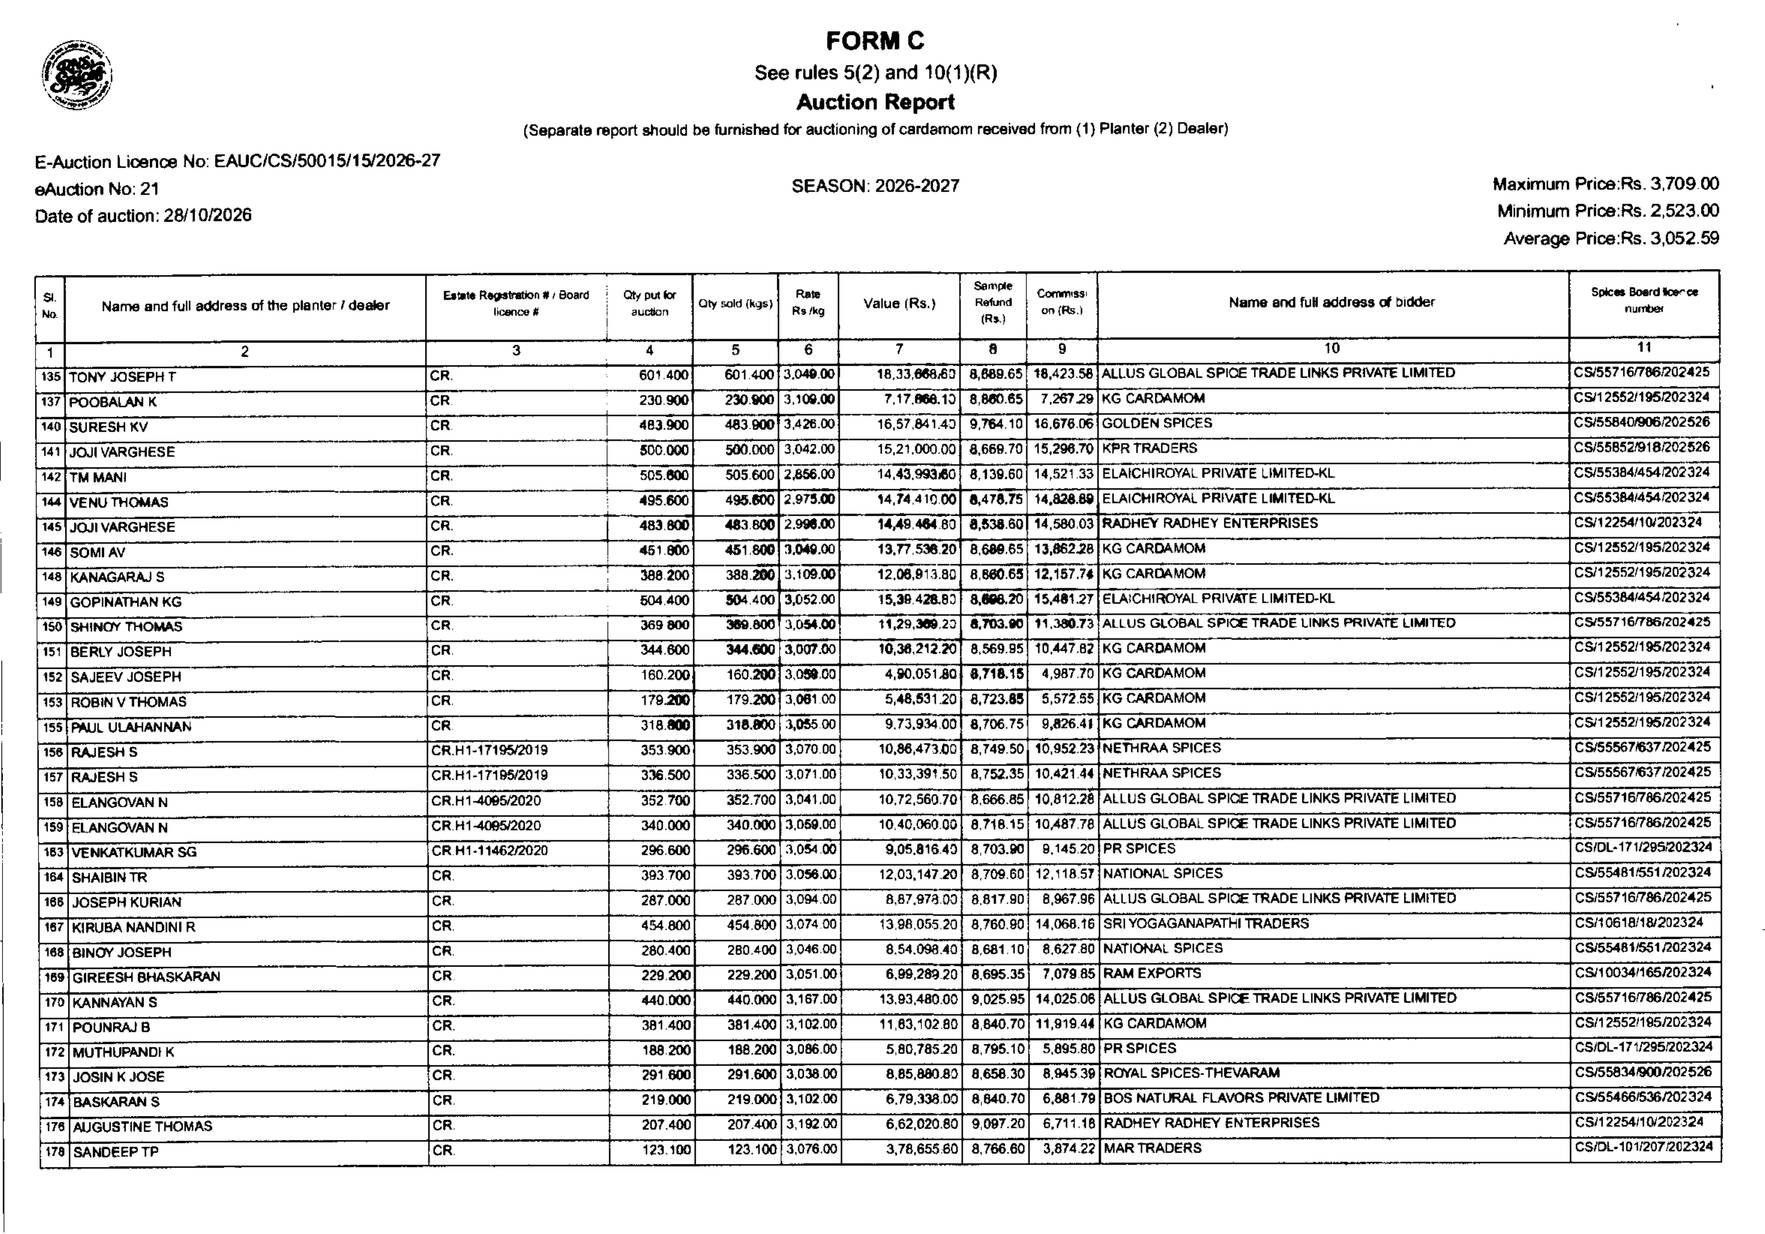 FORM C
See rules 5(2) and 10(1)(R)
Auction Report
(Separate report should be furnished for auctioning of cardamom received from (1) Planter (2) Dealer)
E-Auction Licence No: EAUC/CS/50015/15/2026-27
eAuction No: 21
SEASON: 2026-2027
Date of auction: 28/10/2026
Maximum Price:Rs. 3,709.00
Minimum Price:Rs. 2,523.00
Average Price:Rs. 3,052.59
Sl. No. Name and full address of the planter / dealer Estate Registration # / Board licence # Qty put for auction Qty sold (kgs) Rate Rs /kg Value (Rs.) Sample Refund (Rs.) Commissi on (Rs.) Name and full address of bidder Spices Board licence number
1 2 3 4 5 6 7 8 9 10 11
135 TONY JOSEPH T CR. 601.400 601.400 3,049.00 18,33,668.60 8,689.65 18,423.58 ALLUS GLOBAL SPICE TRADE LINKS PRIVATE LIMITED CS/55716/786/202425
137 POOBALAN K CR. 230.900 230.900 3,109.00 7,17,868.10 8,860.65 7,267.29 KG CARDAMOM CS/12552/195/202324
140 SURESH KV CR. 483.900 483.900 3,426.00 16,57,841.40 9,764.10 16,676.06 GOLDEN SPICES CS/55840/906/202526
141 JOJI VARGHESE CR. 500.000 500.000 3,042.00 15,21,000.00 8,669.70 15,296.70 KPR TRADERS CS/55852/918/202526
142 TM MANI CR. 505.600 505.600 2,856.00 14,43,993.60 8,139.60 14,521.33 ELAICHIROYAL PRIVATE LIMITED-KL CS/55384/454/202324
144 VENU THOMAS CR. 495.600 495.600 2,975.00 14,74,410.00 8,478.75 14,828.89 ELAICHIROYAL PRIVATE LIMITED-KL CS/55384/454/202324
145 JOJI VARGHESE CR. 483.800 483.800 2,996.00 14,49,464.80 8,538.60 14,580.03 RADHEY RADHEY ENTERPRISES CS/12254/10/202324
146 SOMI AV CR. 451.800 451.800 3,049.00 13,77,538.20 8,689.65 13,862.28 KG CARDAMOM CS/12552/195/202324
148 KANAGARAJ S CR. 388.200 388.200 3,109.00 12,06,913.80 8,860.65 12,157.74 KG CARDAMOM CS/12552/195/202324
149 GOPINATHAN KG CR. 504.400 504.400 3,052.00 15,39,428.80 8,698.20 15,481.27 ELAICHIROYAL PRIVATE LIMITED-KL CS/55384/454/202324
150 SHINOY THOMAS CR. 369.800 369.800 3,054.00 11,29,369.20 8,703.90 11,380.73 ALLUS GLOBAL SPICE TRADE LINKS PRIVATE LIMITED CS/55716/786/202425
151 BERLY JOSEPH CR. 344.600 344.600 3,007.00 10,36,212.20 8,569.95 10,447.82 KG CARDAMOM CS/12552/195/202324
152 SAJEEV JOSEPH CR. 160.200 160.200 3,059.00 4,90,051.80 8,718.15 4,987.70 KG CARDAMOM CS/12552/195/202324
153 ROBIN V THOMAS CR. 179.200 179.200 3,061.00 5,48,531.20 8,723.85 5,572.55 KG CARDAMOM CS/12552/195/202324
155 PAUL ULAHANNAN CR. 318.800 318.800 3,055.00 9,73,934.00 8,706.75 9,826.41 KG CARDAMOM CS/12552/195/202324
156 RAJESH S CR.H1-17195/2019 353.900 353.900 3,070.00 10,86,473.00 8,749.50 10,952.23 NETHRAA SPICES CS/55567/637/202425
157 RAJESH S CR.H1-17195/2019 336.500 336.500 3,071.00 10,33,391.50 8,752.35 10,421.44 NETHRAA SPICES CS/55567/637/202425
158 ELANGOVAN N CR.H1-4095/2020 352.700 352.700 3,041.00 10,72,560.70 8,666.85 10,812.28 ALLUS GLOBAL SPICE TRADE LINKS PRIVATE LIMITED CS/55716/786/202425
159 ELANGOVAN N CR.H1-4095/2020 340.000 340.000 3,059.00 10,40,060.00 8,718.15 10,487.78 ALLUS GLOBAL SPICE TRADE LINKS PRIVATE LIMITED CS/55716/786/202425
163 VENKATKUMAR SG CR.H1-11462/2020 296.600 296.600 3,054.00 9,05,816.40 8,703.90 9,145.20 PR SPICES CS/DL-171/295/202324
164 SHAIBIN TR CR. 393.700 393.700 3,056.00 12,03,147.20 8,709.60 12,118.57 NATIONAL SPICES CS/55481/551/202324
166 JOSEPH KURIAN CR. 287.000 287.000 3,094.00 8,87,978.00 8,817.90 8,967.96 ALLUS GLOBAL SPICE TRADE LINKS PRIVATE LIMITED CS/55716/786/202425
167 KIRUBA NANDINI R CR. 454.800 454.800 3,074.00 13,98,055.20 8,760.90 14,068.16 SRI YOGAGANAPATHI TRADERS CS/10618/18/202324
168 BINOY JOSEPH CR. 280.400 280.400 3,046.00 8,54,098.40 8,681.10 8,627.80 NATIONAL SPICES CS/55481/551/202324
169 GIREESH BHASKARAN CR. 229.200 229.200 3,051.00 6,99,289.20 8,695.35 7,079.85 RAM EXPORTS CS/10034/165/202324
170 KANNAYAN S CR. 440.000 440.000 3,167.00 13,93,480.00 9,025.95 14,025.06 ALLUS GLOBAL SPICE TRADE LINKS PRIVATE LIMITED CS/55716/786/202425
171 POUNRAJ B CR. 381.400 381.400 3,102.00 11,83,102.80 8,840.70 11,919.44 KG CARDAMOM CS/12552/195/202324
172 MUTHUPANDI K CR. 188.200 188.200 3,086.00 5,80,785.20 8,795.10 5,895.80 PR SPICES CS/DL-171/295/202324
173 JOSIN K JOSE CR. 291.600 291.600 3,038.00 8,85,880.80 8,658.30 8,945.39 ROYAL SPICES-THEVARAM CS/55834/900/202526
174 BASKARAN S CR. 219.000 219.000 3,102.00 6,79,338.00 8,840.70 6,881.79 BOS NATURAL FLAVORS PRIVATE LIMITED CS/55466/536/202324
176 AUGUSTINE THOMAS CR. 207.400 207.400 3,192.00 6,62,020.80 9,097.20 6,711.18 RADHEY RADHEY ENTERPRISES CS/12254/10/202324
178 SANDEEP TP CR. 123.100 123.100 3,076.00 3,78,655.60 8,766.60 3,874.22 MAR TRADERS CS/DL-101/207/202324